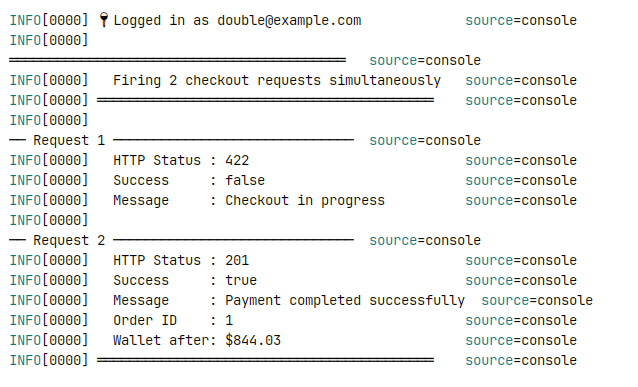 INFO[0000] 🔑 Logged in as double@example.com source=console
INFO[0000]
══════════════════════════════════════════ source=console
INFO[0000] Firing 2 checkout requests simultaneously source=console
INFO[0000] ══════════════════════════════════════════ source=console
INFO[0000]
── Request 1 ────────────────────────────── source=console
INFO[0000] HTTP Status : 422 source=console
INFO[0000] Success : false source=console
INFO[0000] Message : Checkout in progress source=console
INFO[0000]
── Request 2 ────────────────────────────── source=console
INFO[0000] HTTP Status : 201 source=console
INFO[0000] Success : true source=console
INFO[0000] Message : Payment completed successfully source=console
INFO[0000] Order ID : 1 source=console
INFO[0000] Wallet after: $844.03 source=console
INFO[0000] ══════════════════════════════════════════ source=console